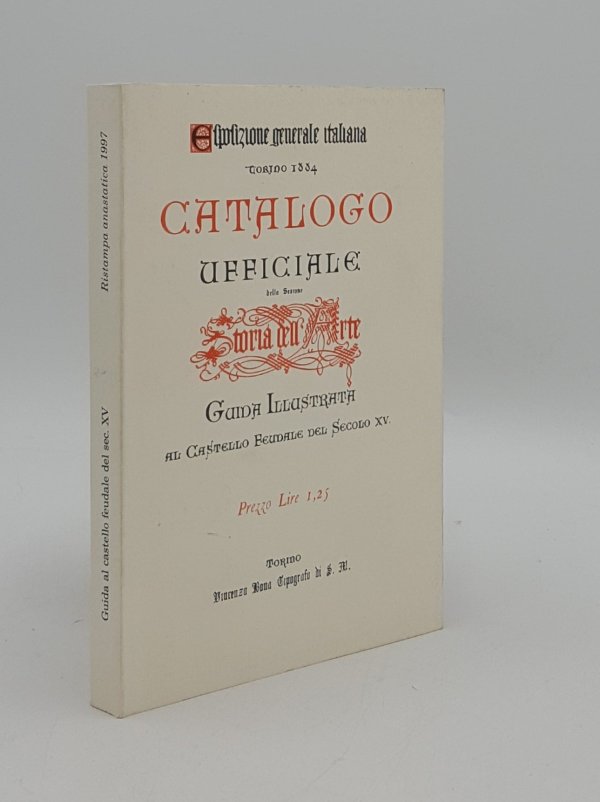 Esposizione generale italiana
Torino 1884
CATALOGO
UFFICIALE
della Sezione
Storia dell'Arte
Guida Illustrata
al Castello Feudale del Secolo XV.
Prezzo Lire 1,25
Torino
Vincenzo Bona Tipografo di S. M.
Guida al castello feudale del sec. XV
Ristampa anastatica 1997